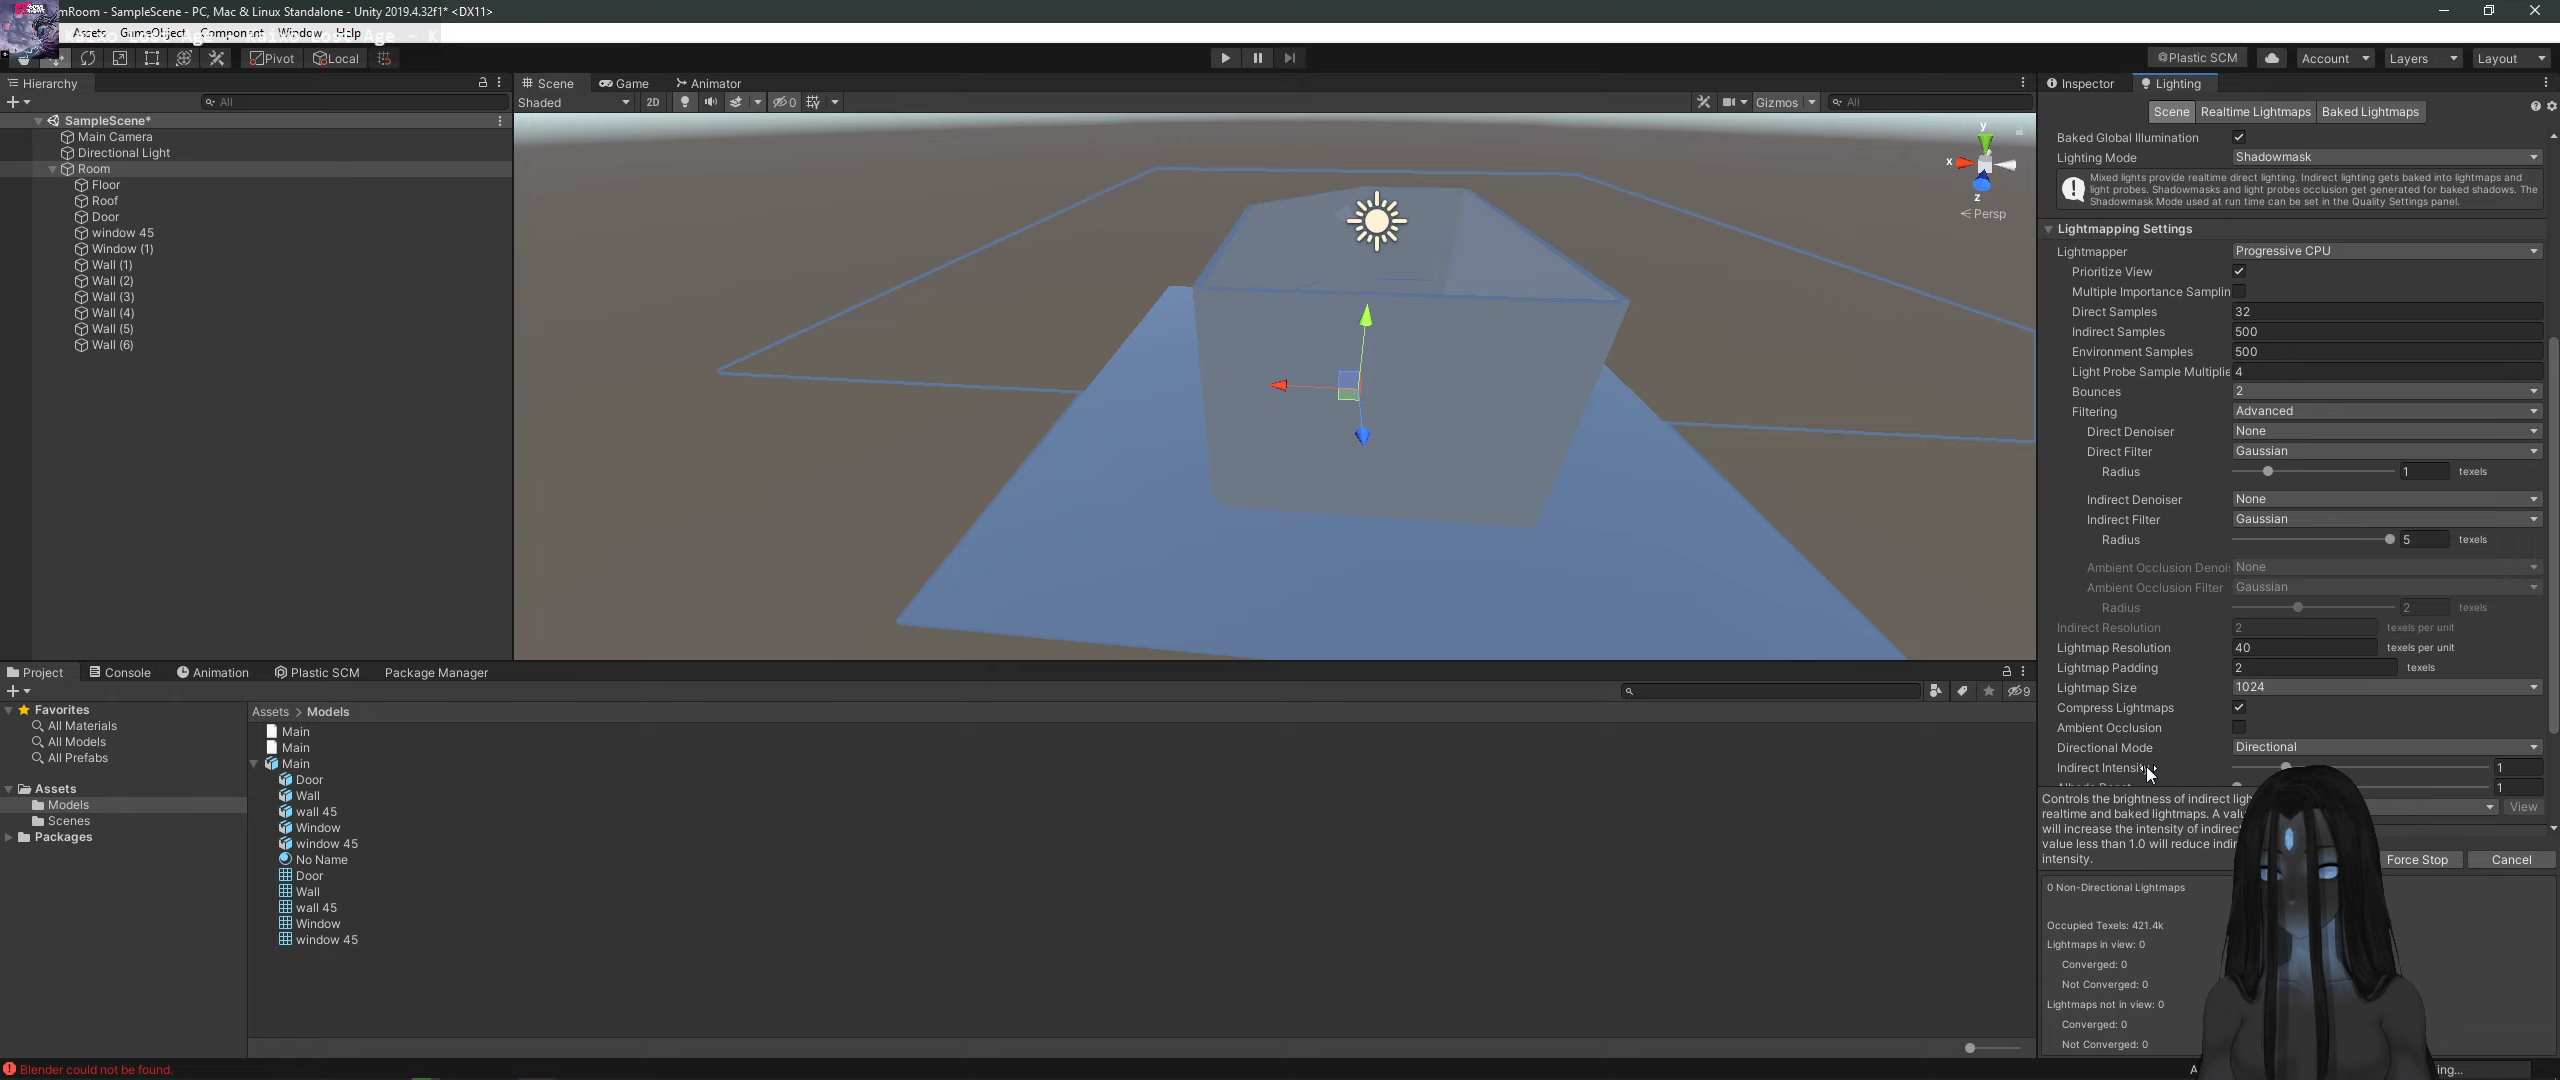 mRoom - SampleScene - PC, Mac & Linux Standalone - Unity 2019.4.32f1* <DX11>
Assets GameObject Component Window Help
Pivot Local Plastic SCM Account Layers Layout
Hierarchy
All
SampleScene*
Main Camera
Directional Light
Room
Floor
Roof
Door
window 45
Window (1)
Wall (1)
Wall (2)
Wall (3)
Wall (4)
Wall (5)
Wall (6)
Scene Game Animator
Shaded 2D 0 Gizmos All
y
x
z
Persp
Inspector Lighting
Scene Realtime Lightmaps Baked Lightmaps
Baked Global Illumination
Lighting Mode Shadowmask
Mixed lights provide realtime direct lighting. Indirect lighting gets baked into lightmaps and
light probes. Shadowmasks and light probes occlusion get generated for baked shadows. The
Shadowmask Mode used at run time can be set in the Quality Settings panel.
Lightmapping Settings
Lightmapper Progressive CPU
Prioritize View
Multiple Importance Samplin
Direct Samples 32
Indirect Samples 500
Environment Samples 500
Light Probe Sample Multiplie 4
Bounces 2
Filtering Advanced
Direct Denoiser None
Direct Filter Gaussian
Radius 1 texels
Indirect Denoiser None
Indirect Filter Gaussian
Radius 5 texels
Ambient Occlusion Denoi None
Ambient Occlusion Filter Gaussian
Radius 2 texels
Indirect Resolution 2 texels per unit
Lightmap Resolution 40 texels per unit
Lightmap Padding 2 texels
Lightmap Size 1024
Compress Lightmaps
Ambient Occlusion
Directional Mode Directional
Indirect Intensity 1
1
Controls the brightness of indirect ligh
realtime and baked lightmaps. A valu
will increase the intensity of indirec
value less than 1.0 will reduce indir
intensity.
View
Force Stop Cancel
0 Non-Directional Lightmaps
Occupied Texels: 421.4k
Lightmaps in view: 0
Converged: 0
Not Converged: 0
Lightmaps not in view: 0
Converged: 0
Not Converged: 0
Project Console Animation Plastic SCM Package Manager
9
Favorites
All Materials
All Models
All Prefabs
Assets
Models
Scenes
Packages
Assets > Models
Main
Main
Main
Door
Wall
wall 45
Window
window 45
No Name
Door
Wall
wall 45
Window
window 45
Blender could not be found.
ing...